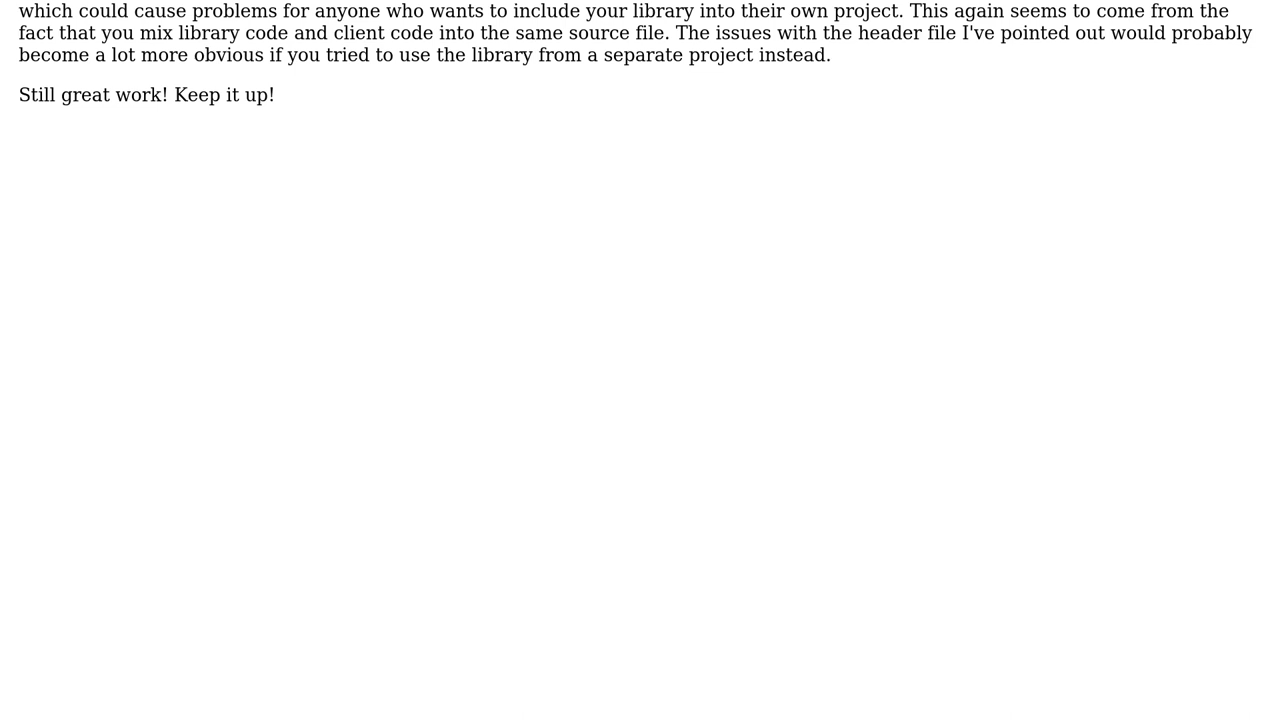 which could cause problems for anyone who wants to include your library into their own project. This again seems to come from the
fact that you mix library code and client code into the same source file. The issues with the header file I've pointed out would probably
become a lot more obvious if you tried to use the library from a separate project instead.
Still great work! Keep it up!